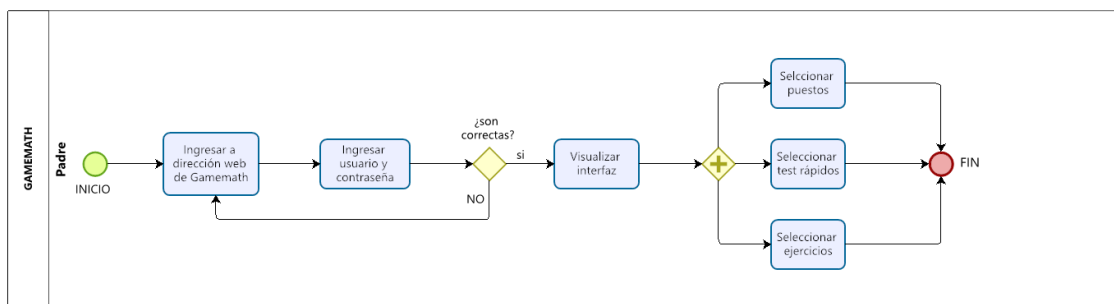 GAMEMATH
Padre
INICIO
Ingresar a
dirección web
de Gamemath
Ingresar
usuario y
contraseña
¿son
correctas?
si
NO
Visualizar
interfaz
Selccionar
puestos
Seleccionar
test rápidos
Seleccionar
ejercicios
FIN